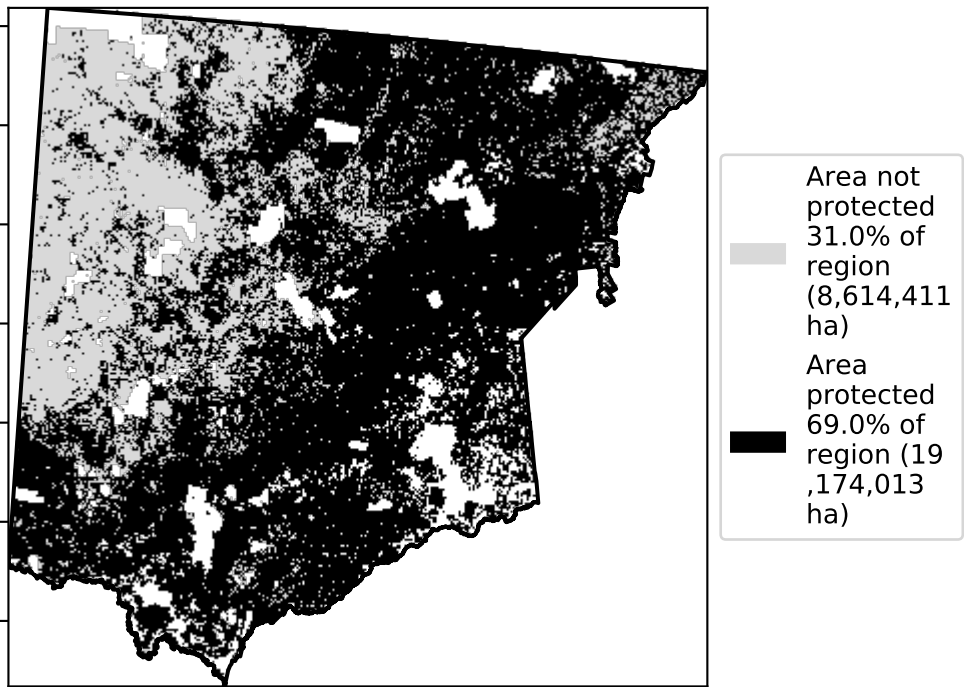 Area not
protected
31.0% of
region
(8,614,411
ha)
Area
protected
69.0% of
region (19
,174,013
ha)